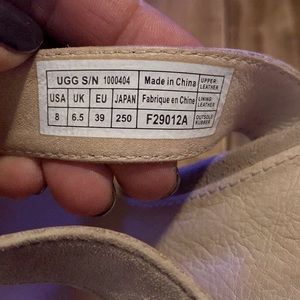 UGG S/N 1000404
Made in China
UPPER:
LEATHER
USA UK EU JAPAN
Fabrique en Chine
LINING:
LEATHER
8 6.5 39 250
F29012A
OUTSOLE:
RUBBER